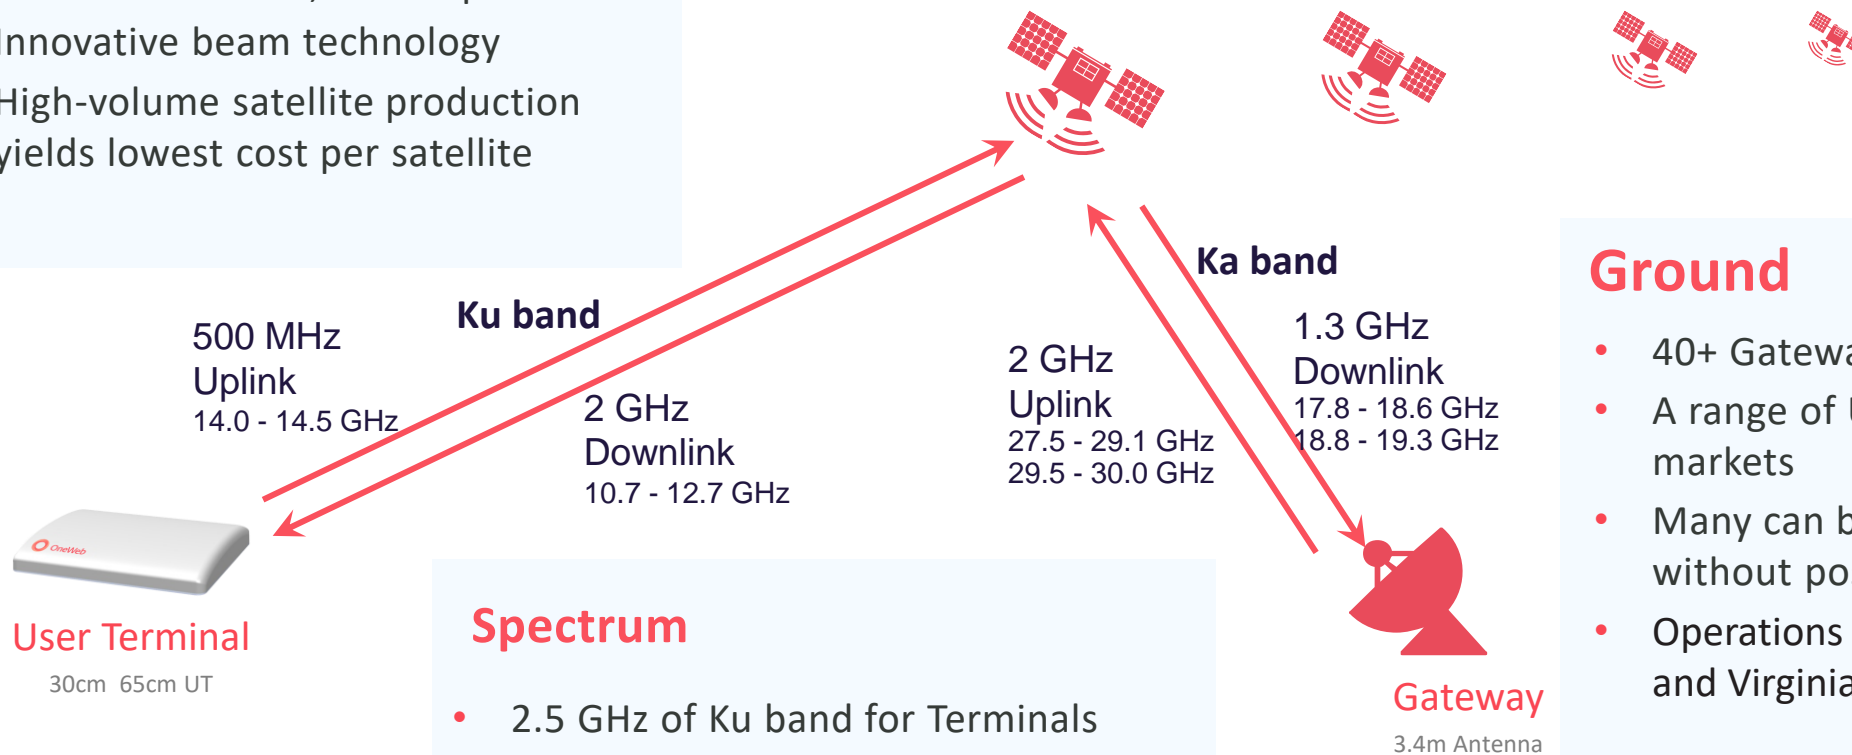 Innovative beam technology
High-volume satellite production
yields lowest cost per satellite
Ku band
500 MHz
Uplink
14.0 - 14.5 GHz
2 GHz
Downlink
10.7 - 12.7 GHz
Ka band
2 GHz
Uplink
27.5 - 29.1 GHz
29.5 - 30.0 GHz
1.3 GHz
Downlink
17.8 - 18.6 GHz
18.8 - 19.3 GHz
OneWeb
User Terminal
30cm 65cm UT
Spectrum
• 2.5 GHz of Ku band for Terminals
Gateway
3.4m Antenna
Ground
• 40+
• A range of
markets
• Many can
without
• Operations
and Virginia